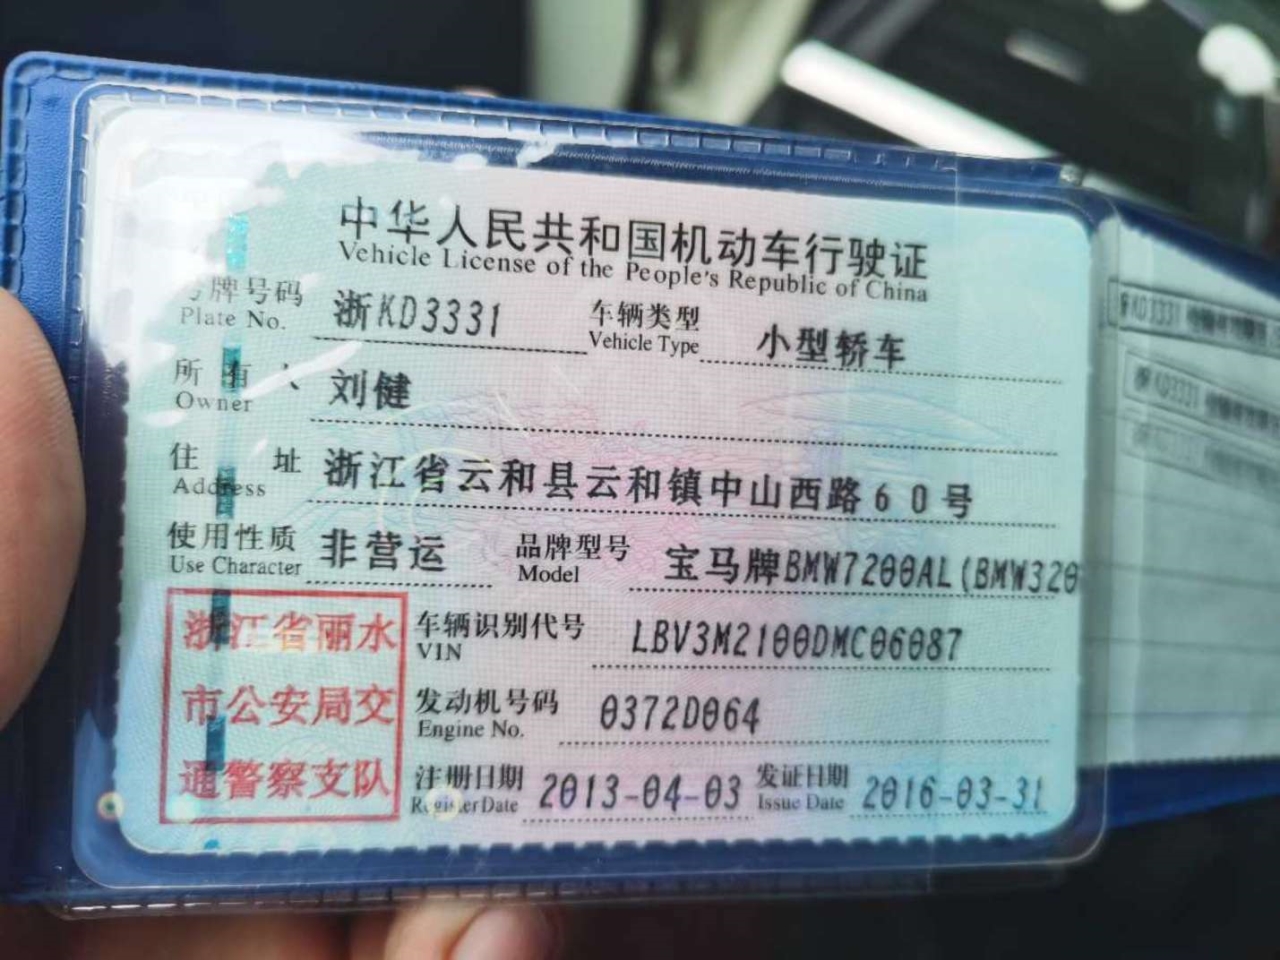 中华人民共和国机动车行驶证
Vehicle License of the People's Republic of China
号牌号码 浙KD3331 车辆类型 小型轿车
Plate No. Vehicle Type
所有人 刘健
Owner
住址 浙江省云和县云和镇中山西路60号
Address
使用性质 非营运 品牌型号 宝马牌BMW7200AL(BMW320
Use Character Model
浙江省丽水
市公安局交
通警察支队
车辆识别代号 LBV3M2100DMC06087
VIN
发动机号码 0372D064
Engine No.
注册日期 2013-04-03 发证日期 2016-03-31
Register Date Issue Date
KD3331
KD3331